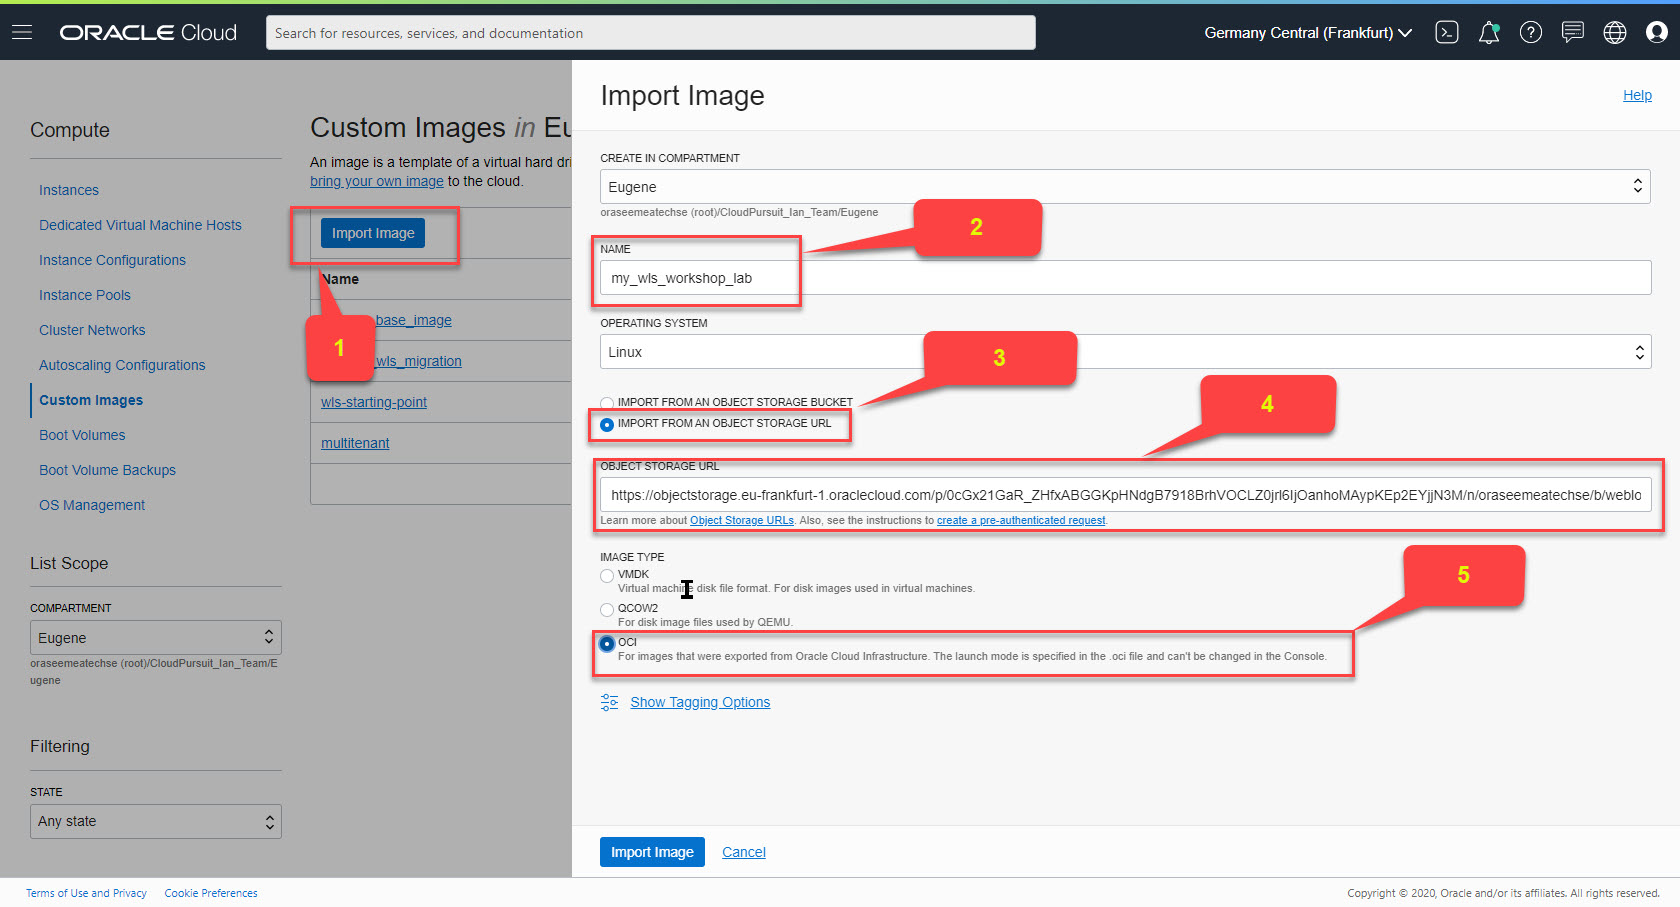 ORACLE Cloud
Search for resources, services, and documentation
Germany Central (Frankfurt)
Compute
Instances
Dedicated Virtual Machine Hosts
Instance Configurations
Instance Pools
Cluster Networks
Autoscaling Configurations
Custom Images
Boot Volumes
Boot Volume Backups
OS Management
List Scope
COMPARTMENT
Eugene
oraseemeatechse (root)/CloudPursuit_Ian_Team/E
ugene
Filtering
STATE
Any state
Custom Images in Eu
An image is a template of a virtual hard dri
bring your own image to the cloud.
Import Image
1
Name
base_image
_wls_migration
wls-starting-point
multitenant
Import Image
Help
CREATE IN COMPARTMENT
Eugene
oraseemeatechse (root)/CloudPursuit_Ian_Team/Eugene
2
NAME
my_wls_workshop_lab
OPERATING SYSTEM
Linux
3
IMPORT FROM AN OBJECT STORAGE BUCKET
IMPORT FROM AN OBJECT STORAGE URL
4
OBJECT STORAGE URL
https://objectstorage.eu-frankfurt-1.oraclecloud.com/p/0cGx21GaR_ZHfxABGGKpHNdgB7918BrhVOCLZ0jrl6IjOanhoMAypKEp2EYjjN3M/n/oraseemeatechse/b/weblo
Learn more about Object Storage URLs. Also, see the instructions to create a pre-authenticated request.
IMAGE TYPE
VMDK
Virtual machine disk file format. For disk images used in virtual machines.
QCOW2
For disk image files used by QEMU.
5
OCI
For images that were exported from Oracle Cloud Infrastructure. The launch mode is specified in the .oci file and can't be changed in the Console.
Show Tagging Options
Import Image
Cancel
Terms of Use and Privacy
Cookie Preferences
Copyright © 2020, Oracle and/or its affiliates. All rights reserved.